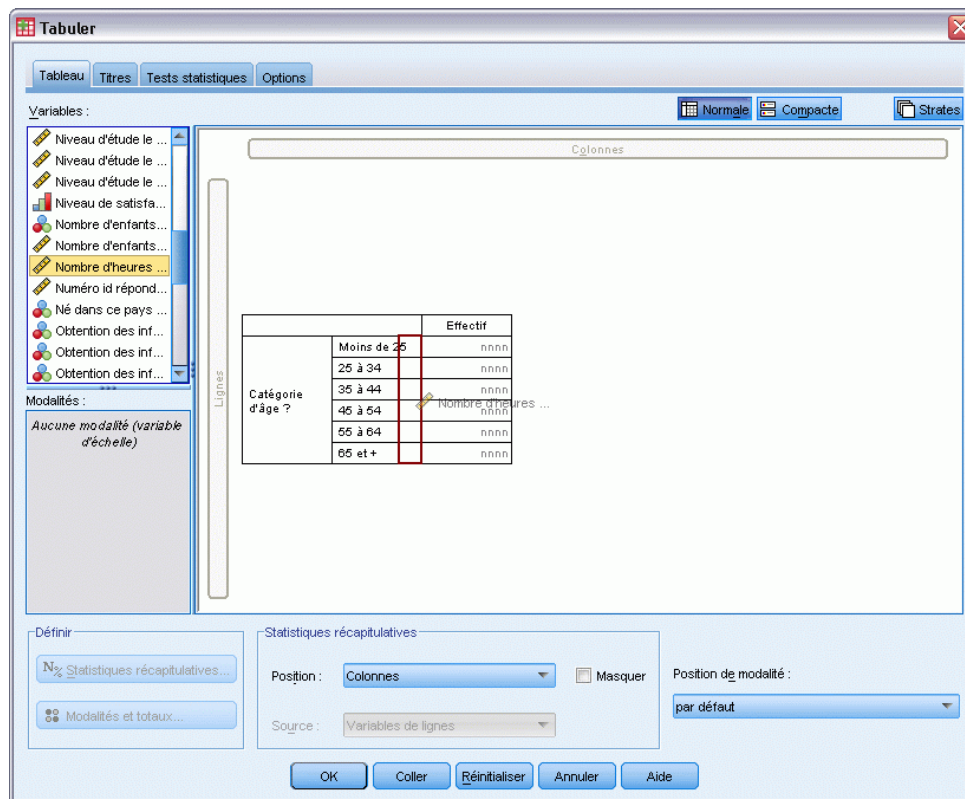 Tabuler
Tableau Titres Tests statistiques Options
Variables :
Normale Compacte Strates
Niveau d'étude le ...
Niveau d'étude le ...
Niveau d'étude le ...
Niveau de satisfa...
Nombre d'enfants...
Nombre d'enfants...
Nombre d'heures ...
Numéro id répond...
Né dans ce pays ...
Obtention des inf...
Obtention des inf...
Obtention des inf...
Modalités :
Aucune modalité (variable
d'échelle)
Colonnes
Lignes
Effectif
Catégorie
d'âge ?
Moins de 25 nnnn
25 à 34 nnnn
35 à 44 nnnn
Nombre d'heures ...
45 à 54 nnnn
55 à 64 nnnn
65 et + nnnn
Définir
N% Statistiques récapitulatives...
Modalités et totaux...
Statistiques récapitulatives
Position : Colonnes Masquer
Source : Variables de lignes
Position de modalité :
par défaut
OK Coller Réinitialiser Annuler Aide